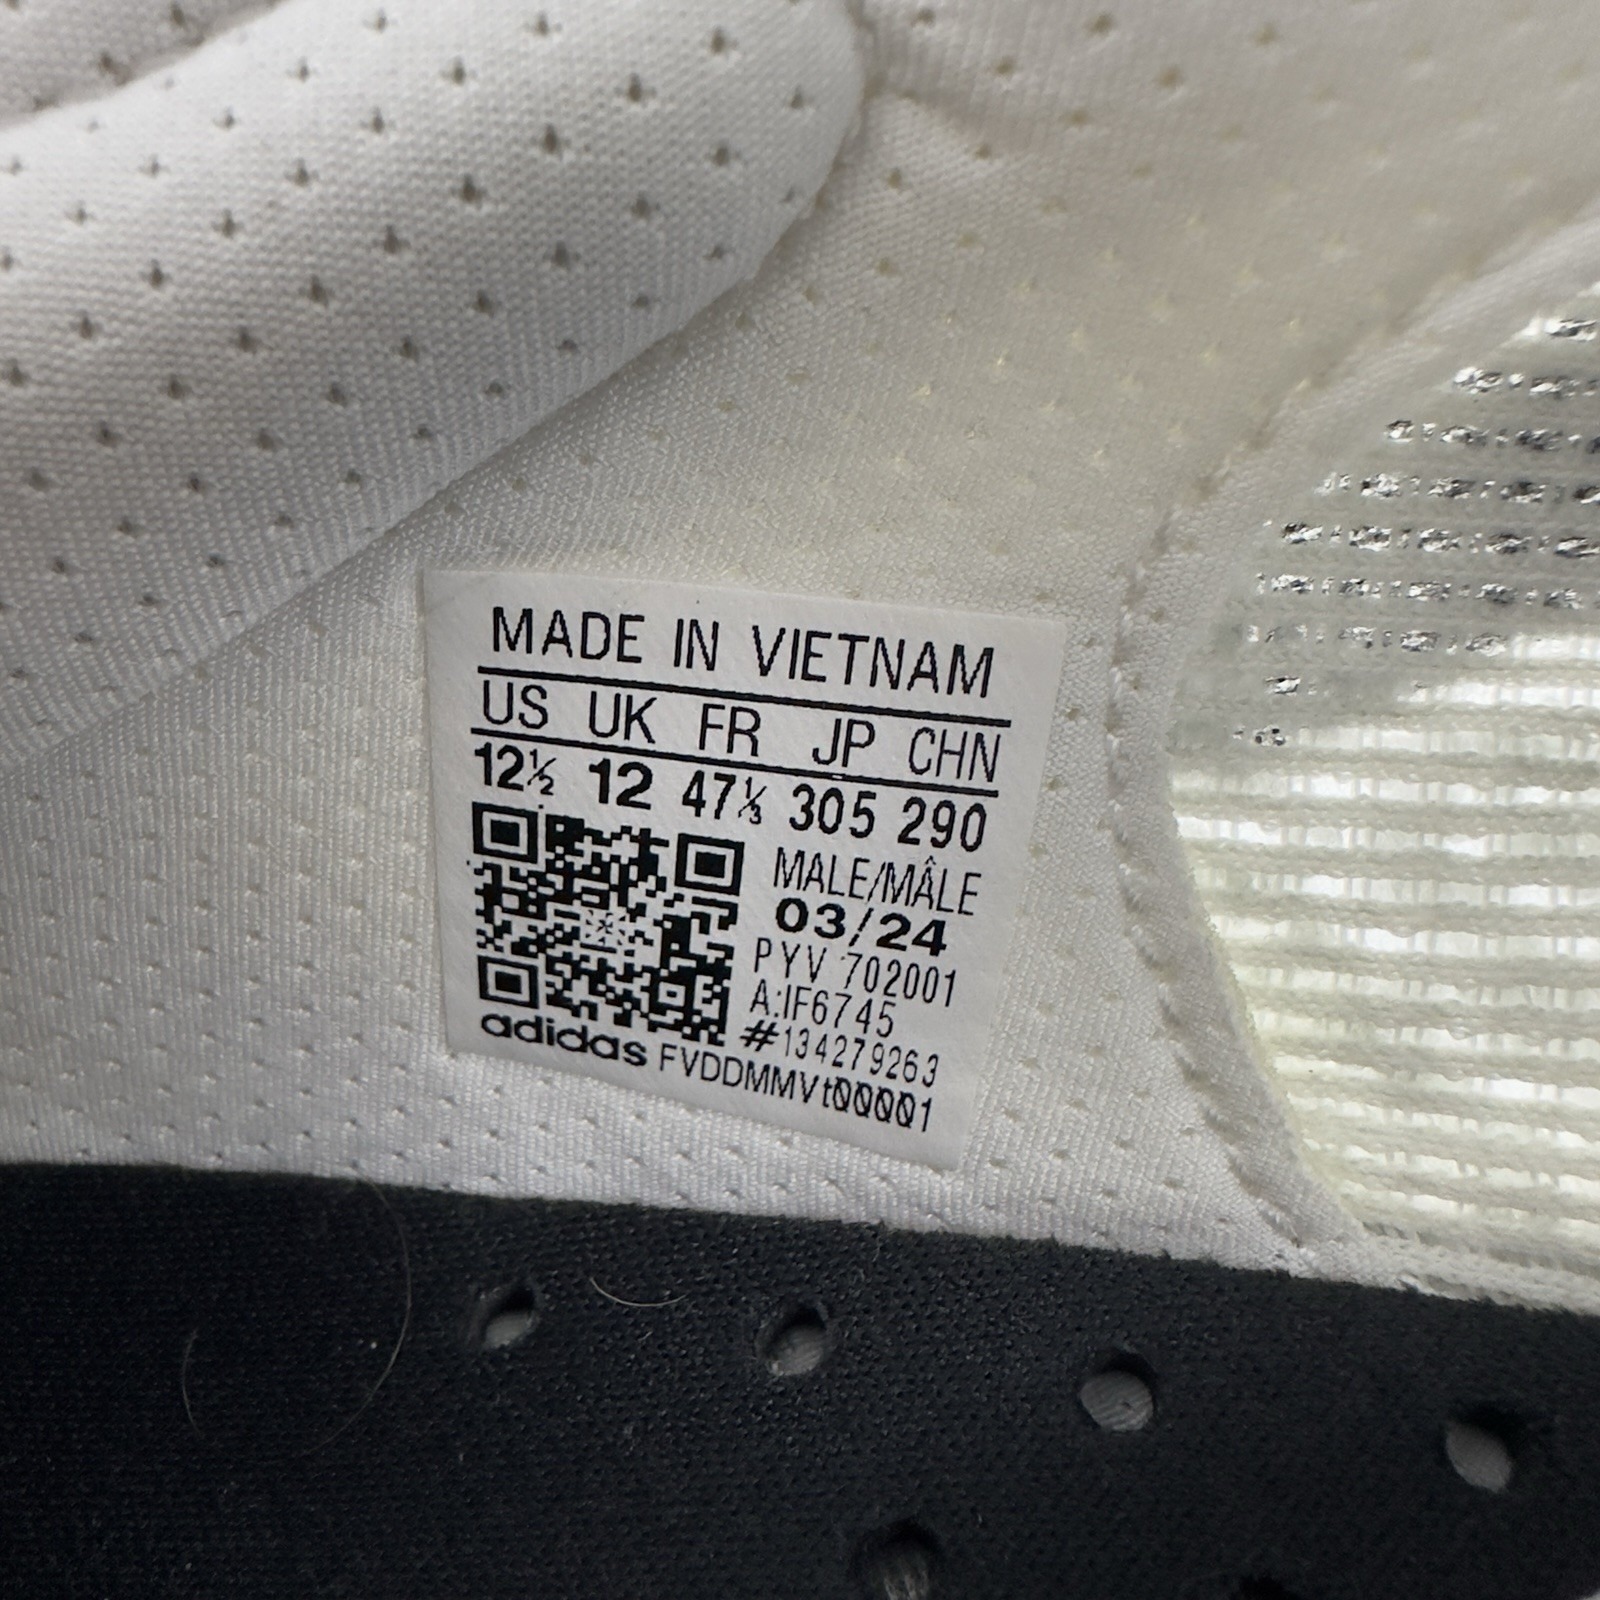 MADE IN VIETNAM
US UK FR JP CHN
12½ 12 47⅓ 305 290
MALE/MÂLE
03/24
PYV 702001
A:IF6745
#134279263
adidas FVDDMMVt00001